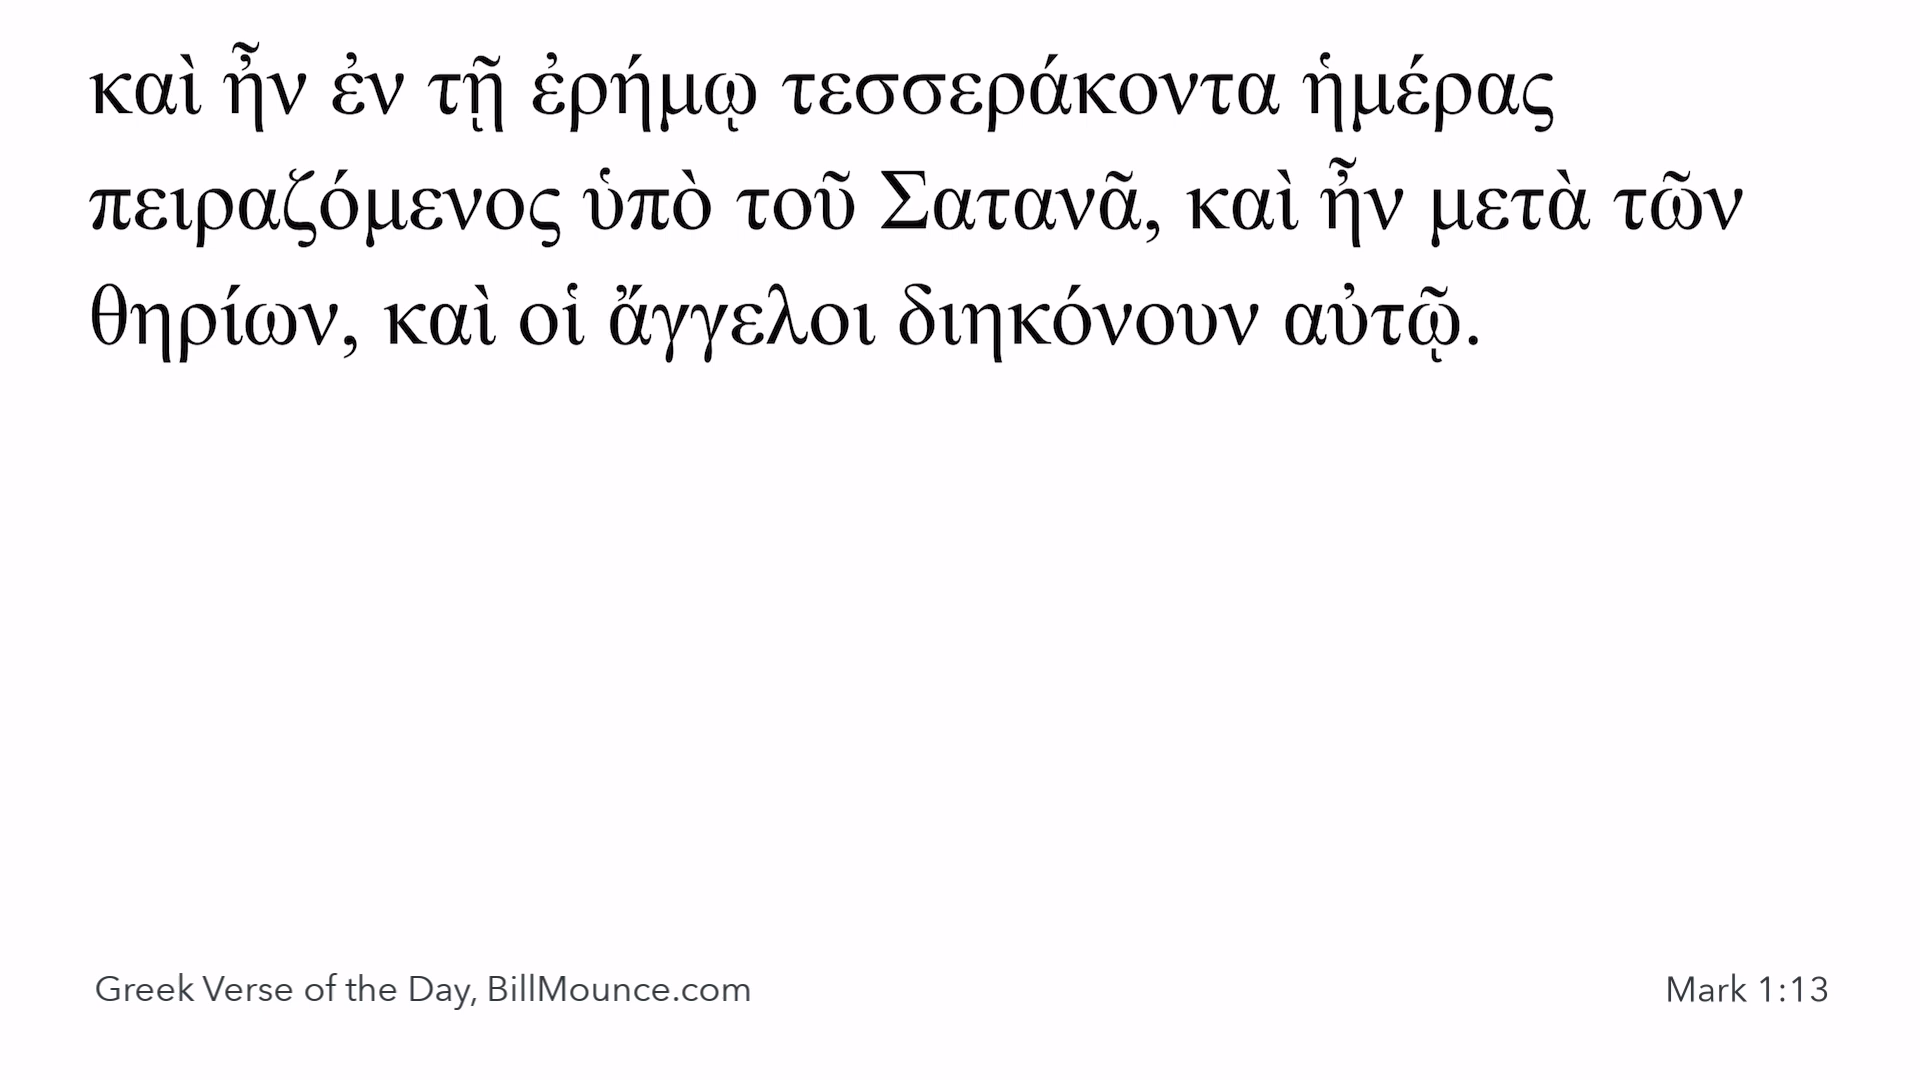 καὶ ἦν ἐν τῇ ἐρήμῳ τεσσεράκοντα ἡμέρας
πειραζόμενος ὑπὸ τοῦ Σατανᾶ, καὶ ἦν μετὰ τῶν
θηρίων, καὶ οἱ ἄγγελοι διηκόνουν αὐτῷ.
Greek Verse of the Day, BillMounce.com
Mark 1:13